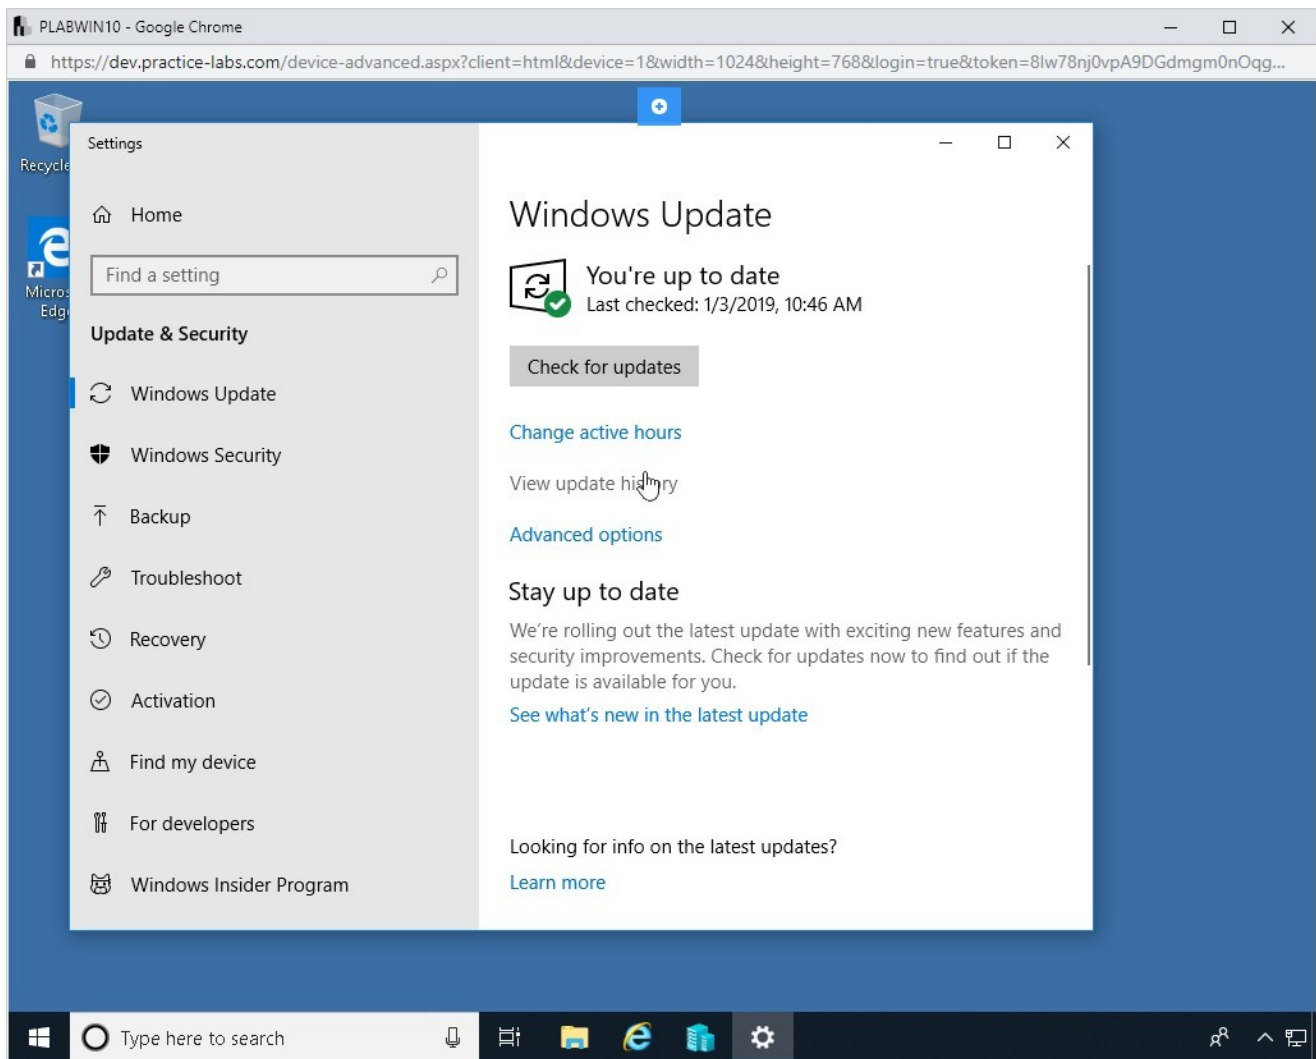 PLABWIN10 - Google Chrome
https://dev.practice-labs.com/device-advanced.aspx?client=html&device=1&width=1024&height=768&login=true&token=8lw78nj0vpA9DGdmgm0nOqg...
Recycle
Micros
Edg
Settings
Home
Find a setting
Update & Security
Windows Update
Windows Security
Backup
Troubleshoot
Recovery
Activation
Find my device
For developers
Windows Insider Program
Windows Update
You're up to date
Last checked: 1/3/2019, 10:46 AM
Check for updates
Change active hours
View update history
Advanced options
Stay up to date
We're rolling out the latest update with exciting new features and
security improvements. Check for updates now to find out if the
update is available for you.
See what's new in the latest update
Looking for info on the latest updates?
Learn more
Type here to search